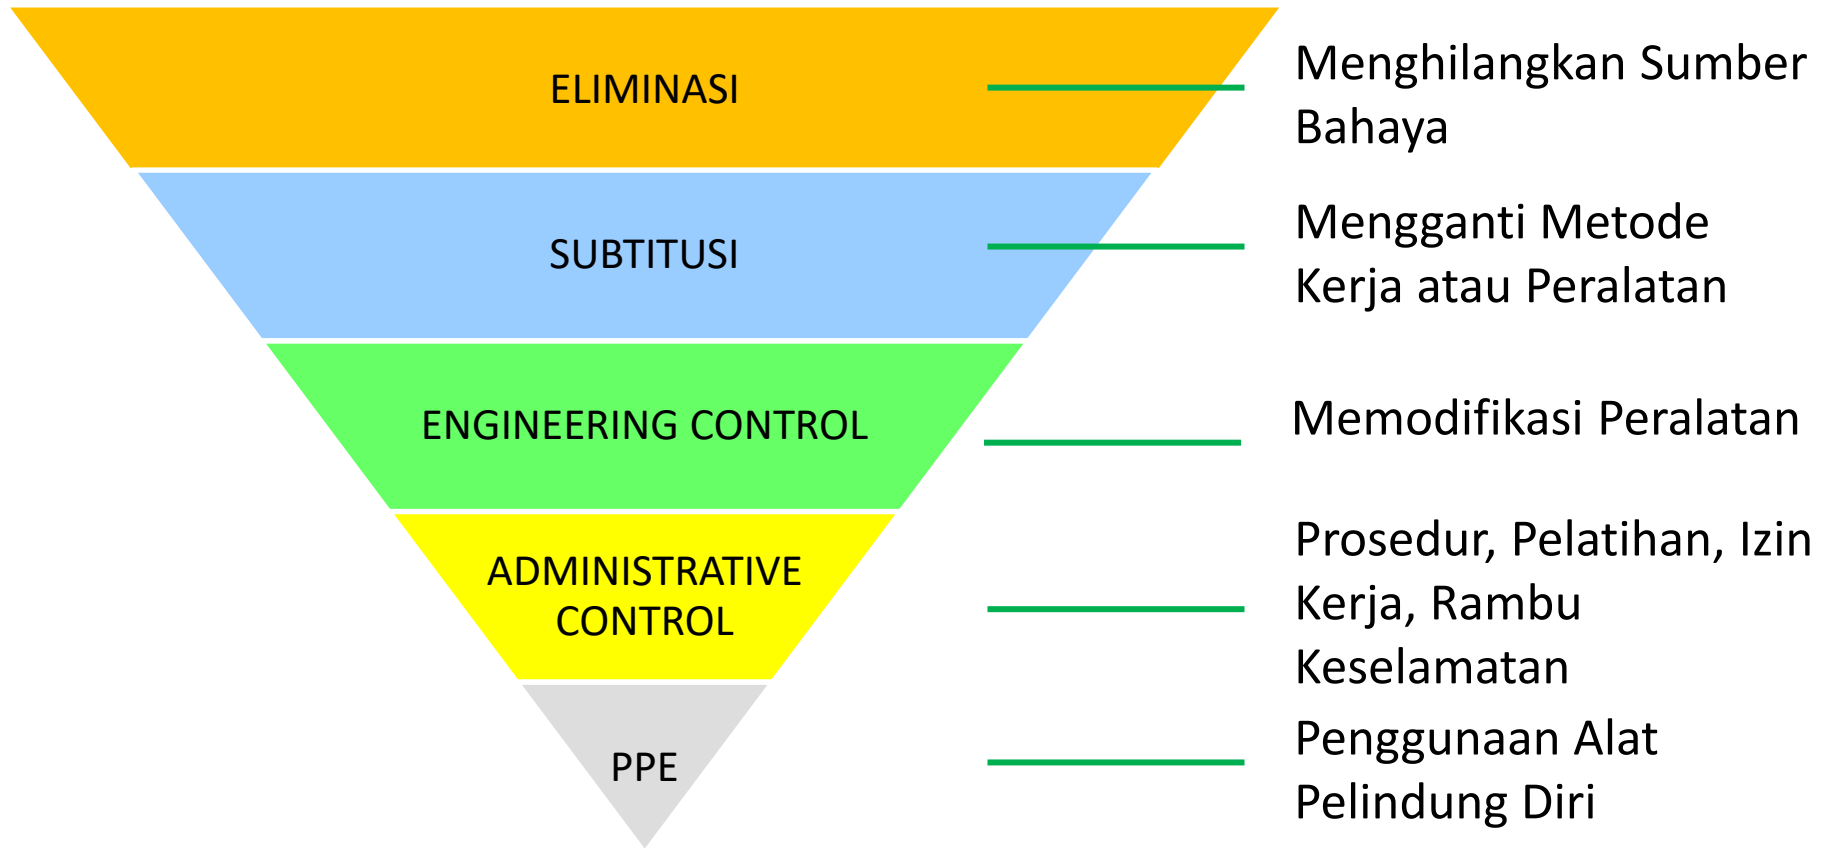 ELIMINASI
Menghilangkan Sumber
Bahaya
SUBTITUSI
Mengganti Metode
Kerja atau Peralatan
ENGINEERING CONTROL
Memodifikasi Peralatan
ADMINISTRATIVE
CONTROL
Prosedur, Pelatihan, Izin
Kerja, Rambu
Keselamatan
PPE
Penggunaan Alat
Pelindung Diri